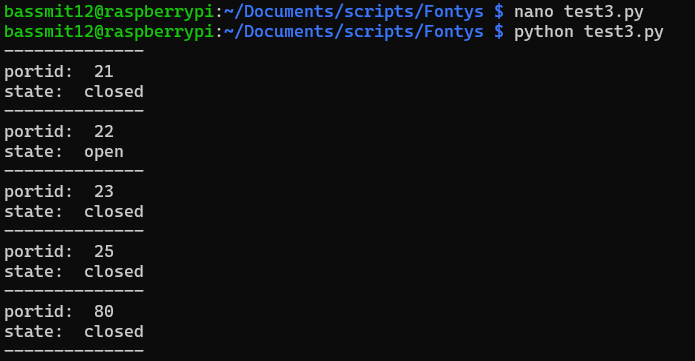 bassmit12@raspberrypi:~/Documents/scripts/Fontys $ nano test3.py
bassmit12@raspberrypi:~/Documents/scripts/Fontys $ python test3.py
--------------
portid:  21
state:  closed
--------------
portid:  22
state:  open
--------------
portid:  23
state:  closed
--------------
portid:  25
state:  closed
--------------
portid:  80
state:  closed
--------------